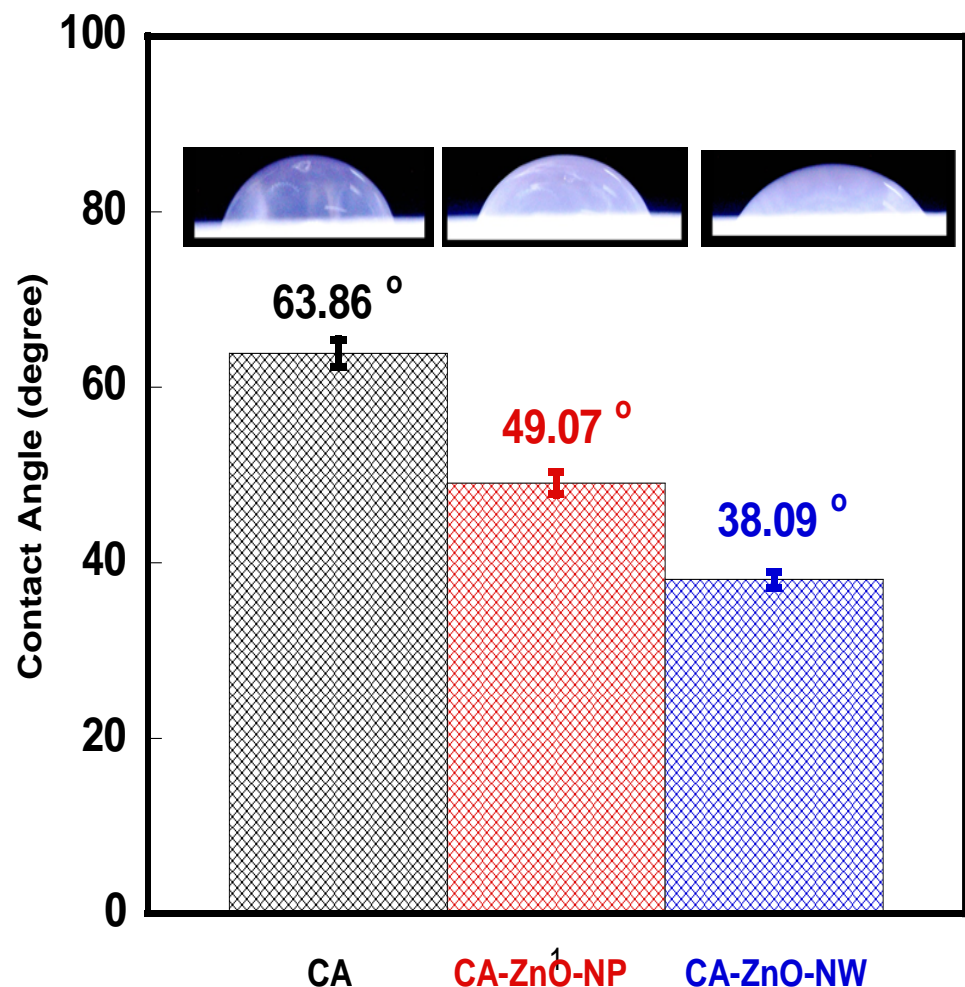 100
80
60
40
20
0
Contact Angle (degree)
63.86 º
49.07 º
38.09 º
1
CA
CA-ZnO-NP
CA-ZnO-NW